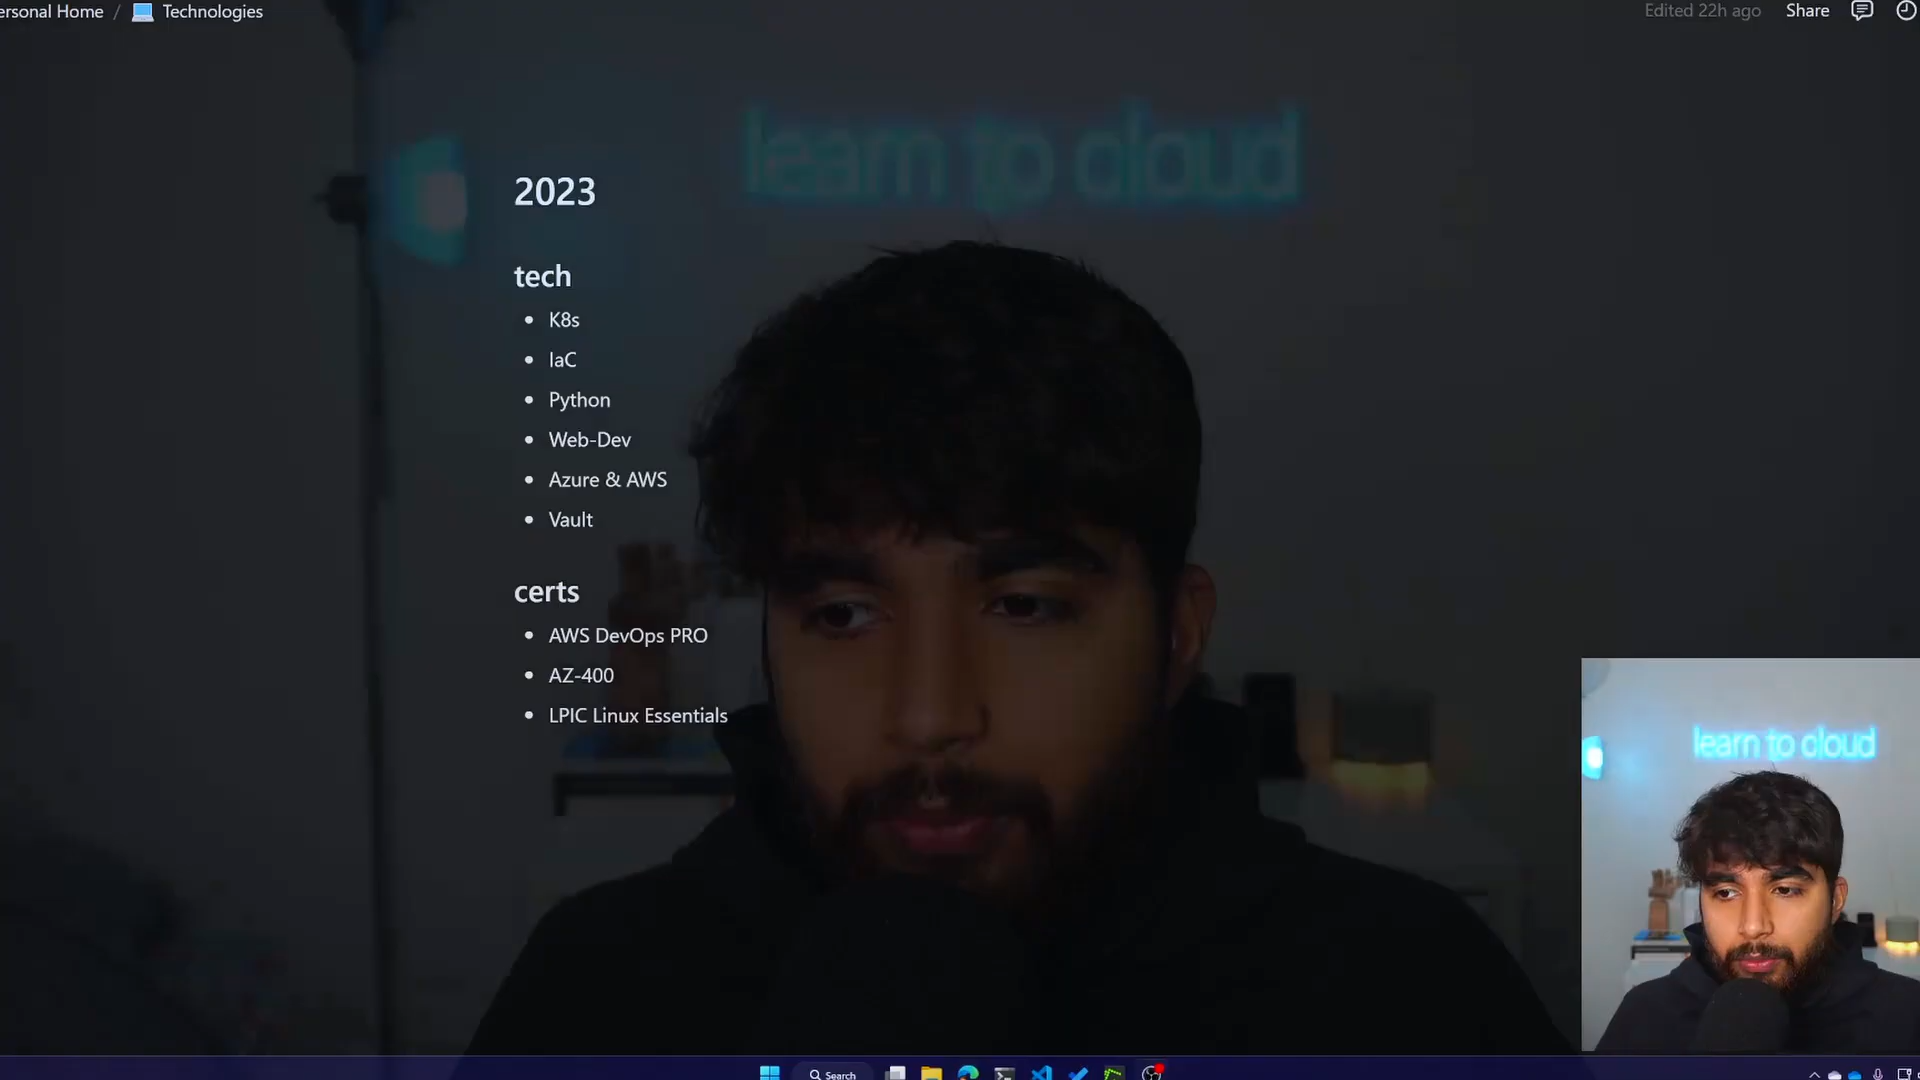 ersonal Home / Technologies
Edited 22h ago Share
learn to cloud
2023
tech
K8s
IaC
Python
Web-Dev
Azure & AWS
Vault
certs
AWS DevOps PRO
AZ-400
LPIC Linux Essentials
learn to cloud
Search